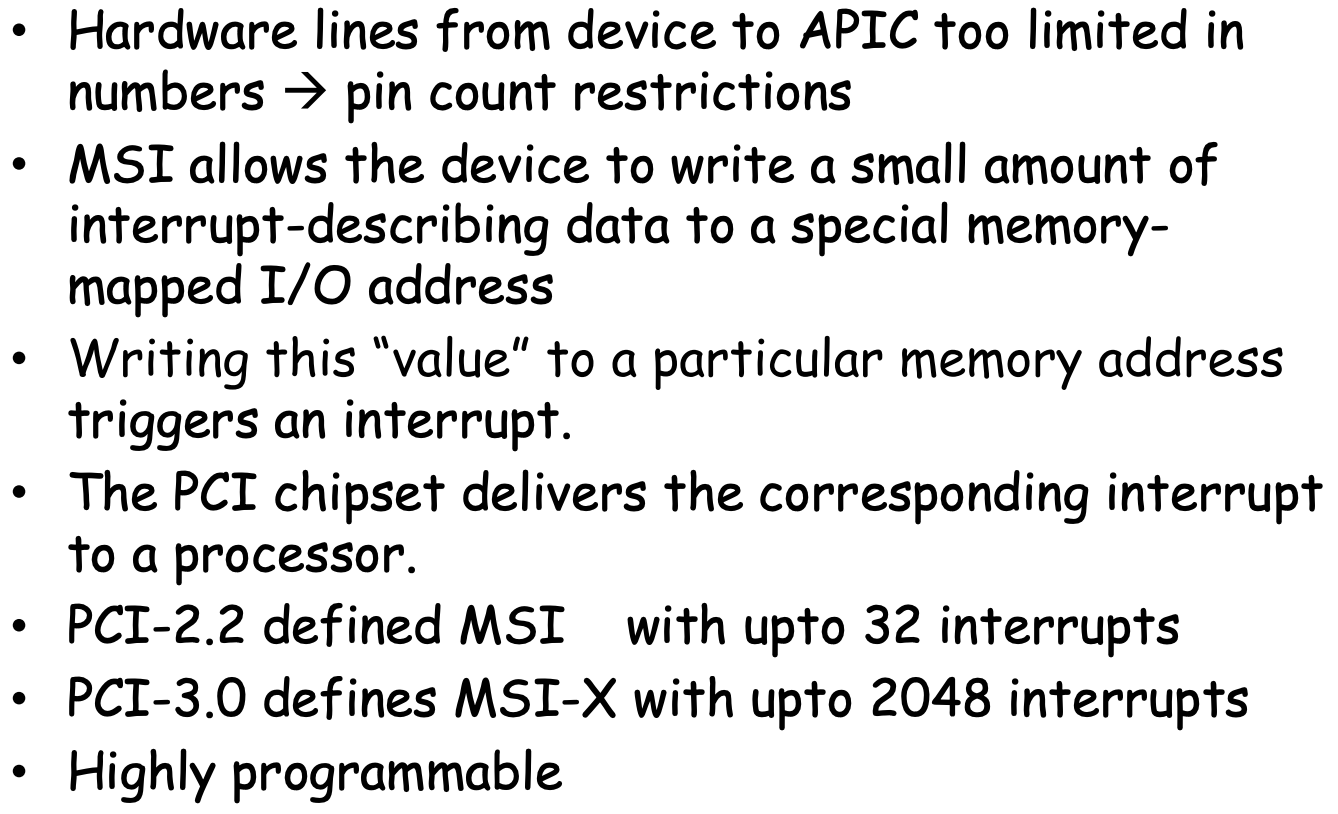 • Hardware lines from device to APIC too limited in
numbers → pin count restrictions
• MSI allows the device to write a small amount of
interrupt-describing data to a special memory-
mapped I/O address
• Writing this “value” to a particular memory address
triggers an interrupt.
• The PCI chipset delivers the corresponding interrupt
to a processor.
• PCI-2.2 defined MSI    with upto 32 interrupts
• PCI-3.0 defines MSI-X with upto 2048 interrupts
• Highly programmable